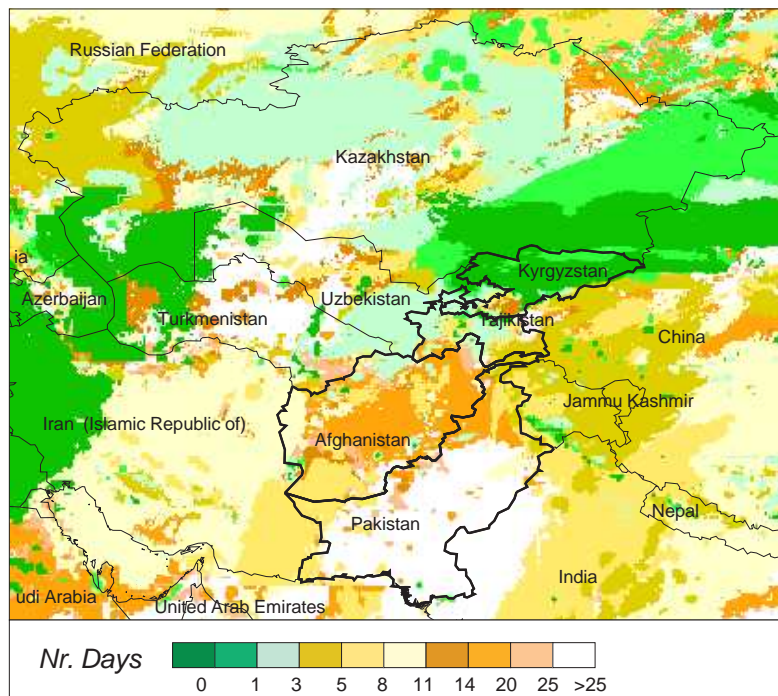 Russian Federation
Kazakhstan
ia
Kyrgyzstan
Azerbaijan
Uzbekistan
Turkmenistan
Tajikistan
China
Jammu Kashmir
Iran (Islamic Republic of)
Afghanistan
Pakistan
Nepal
India
udi Arabia
United Arab Emirates
Nr. Days
0 1 3 5 8 11 14 20 25 >25